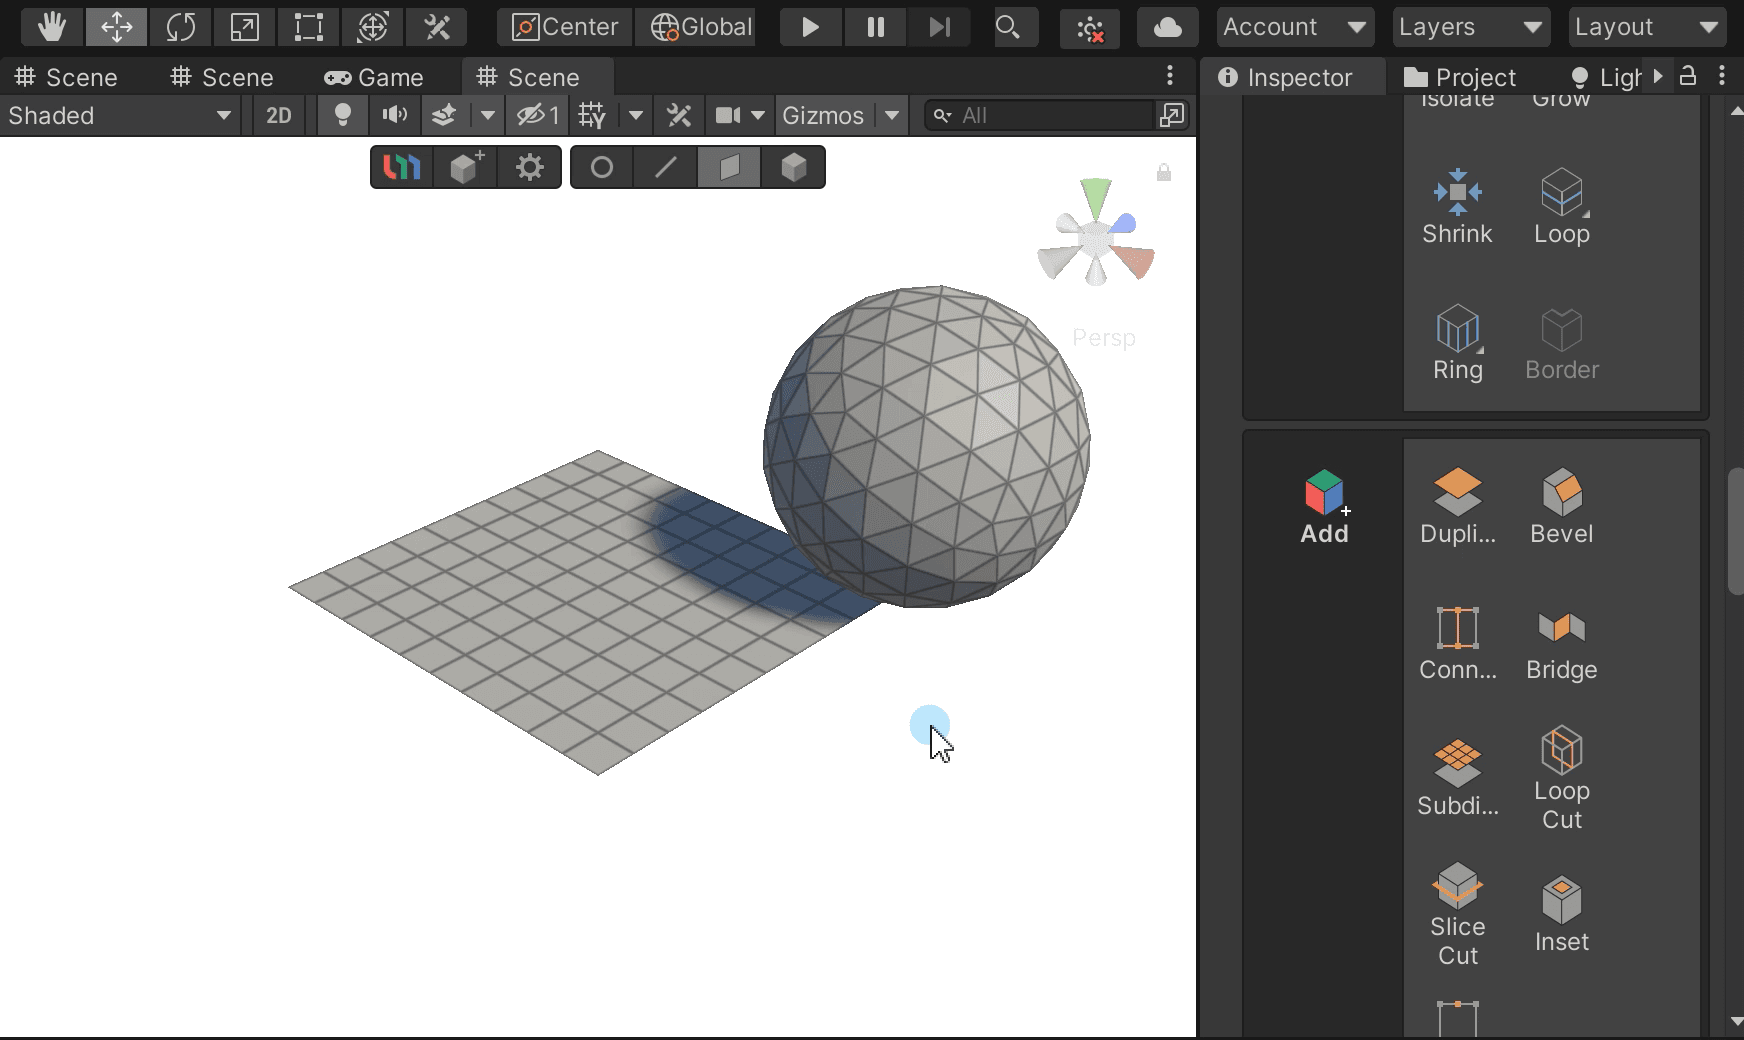 Center Global Account Layers Layout
Scene Scene Game Scene Inspector Project Ligh
Shaded 2D 1 Gizmos All
Isolate Grow
Shrink Loop
Persp
Ring Border
Add Dupli... Bevel
Conn... Bridge
Subdi... Loop Cut
Slice Cut Inset